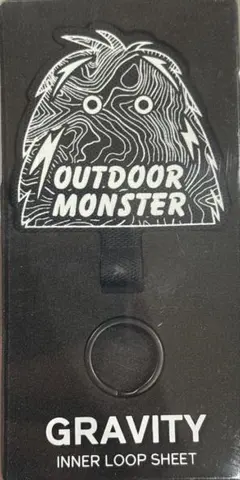 OUTDOOR
MONSTER
GRAVITY
INNER LOOP SHEET